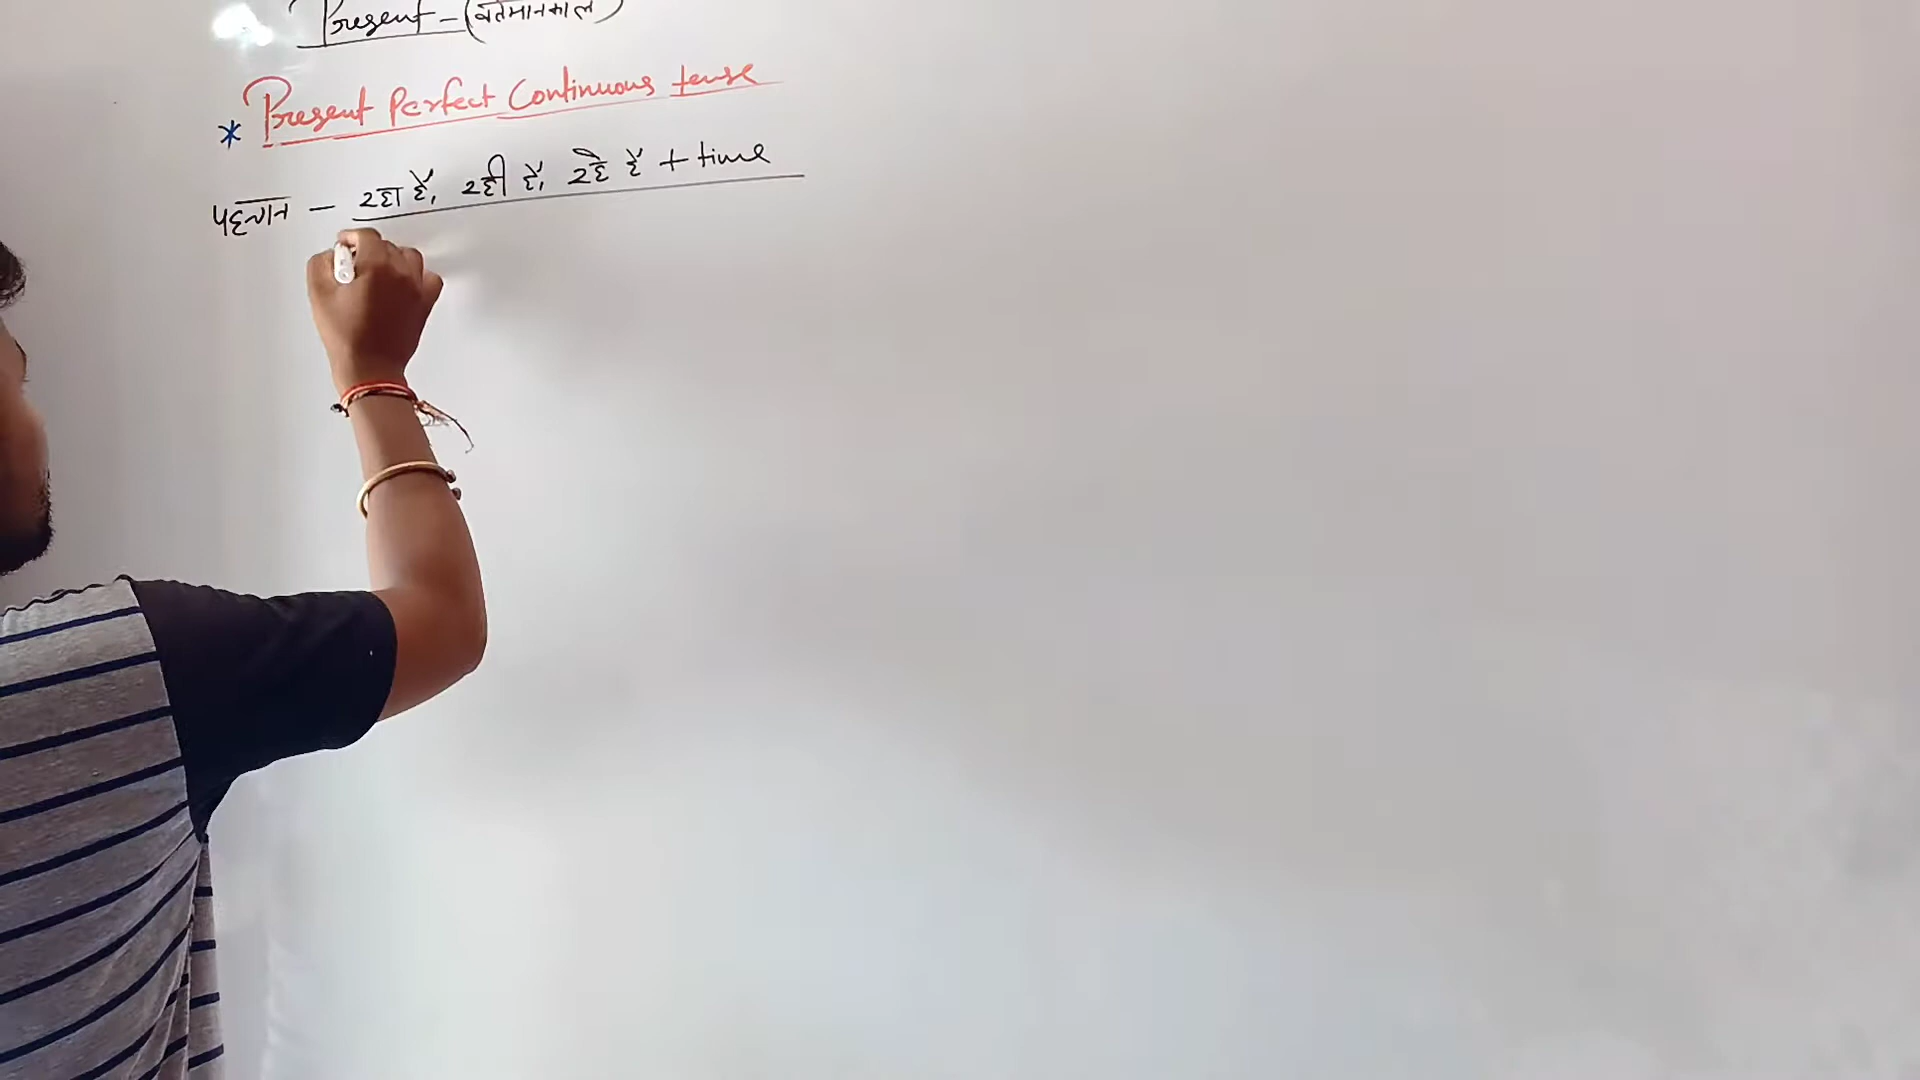 Present - (वर्तमानकाल)
* Present Perfect Continuous tense
पहचान - रहा हैं, रही हैं, रहे हैं + time